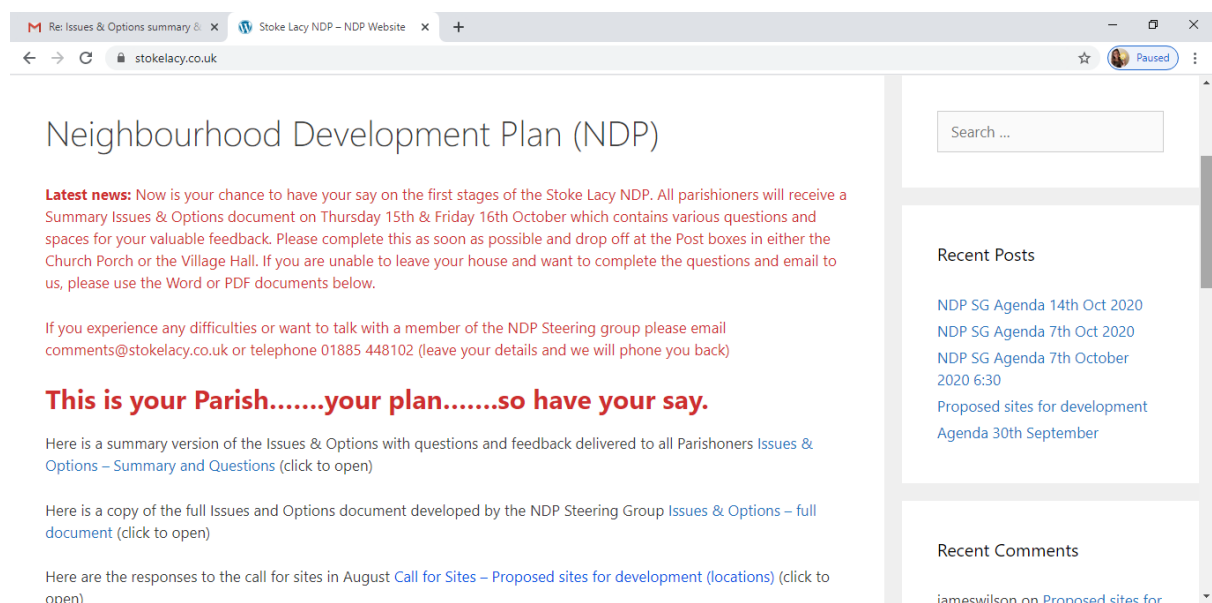 Re: Issues & Options summary &
Stoke Lacy NDP – NDP Website
stokelacy.co.uk
Paused
Neighbourhood Development Plan (NDP)
Latest news: Now is your chance to have your say on the first stages of the Stoke Lacy NDP. All parishioners will receive a
Summary Issues & Options document on Thursday 15th & Friday 16th October which contains various questions and
spaces for your valuable feedback. Please complete this as soon as possible and drop off at the Post boxes in either the
Church Porch or the Village Hall. If you are unable to leave your house and want to complete the questions and email to
us, please use the Word or PDF documents below.
If you experience any difficulties or want to talk with a member of the NDP Steering group please email
comments@stokelacy.co.uk or telephone 01885 448102 (leave your details and we will phone you back)
This is your Parish.......your plan.......so have your say.
Here is a summary version of the Issues & Options with questions and feedback delivered to all Parishoners Issues &
Options – Summary and Questions (click to open)
Here is a copy of the full Issues and Options document developed by the NDP Steering Group Issues & Options – full
document (click to open)
Here are the responses to the call for sites in August Call for Sites – Proposed sites for development (locations) (click to
open)
Search ...
Recent Posts
NDP SG Agenda 14th Oct 2020
NDP SG Agenda 7th Oct 2020
NDP SG Agenda 7th October
2020 6:30
Proposed sites for development
Agenda 30th September
Recent Comments
jameswilson on Proposed sites for